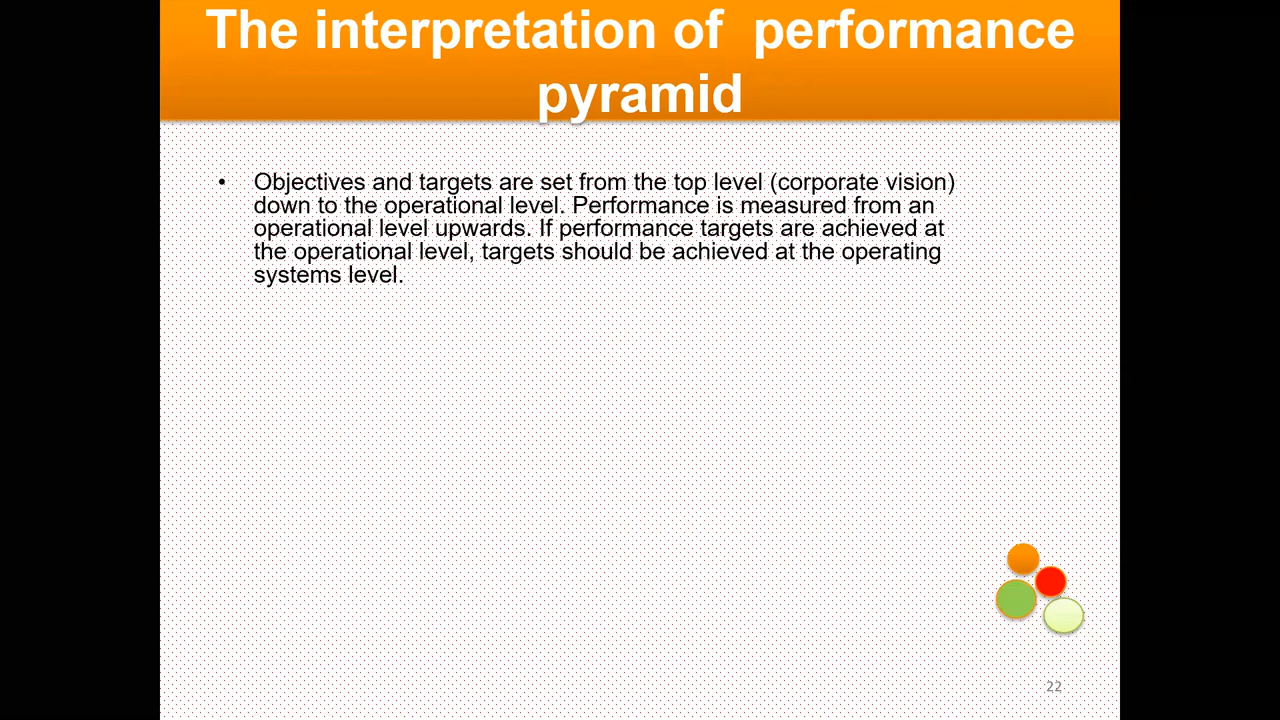 The interpretation of  performance
pyramid
• Objectives and targets are set from the top level (corporate vision)
down to the operational level. Performance is measured from an
operational level upwards. If performance targets are achieved at
the operational level, targets should be achieved at the operating
systems level.
22